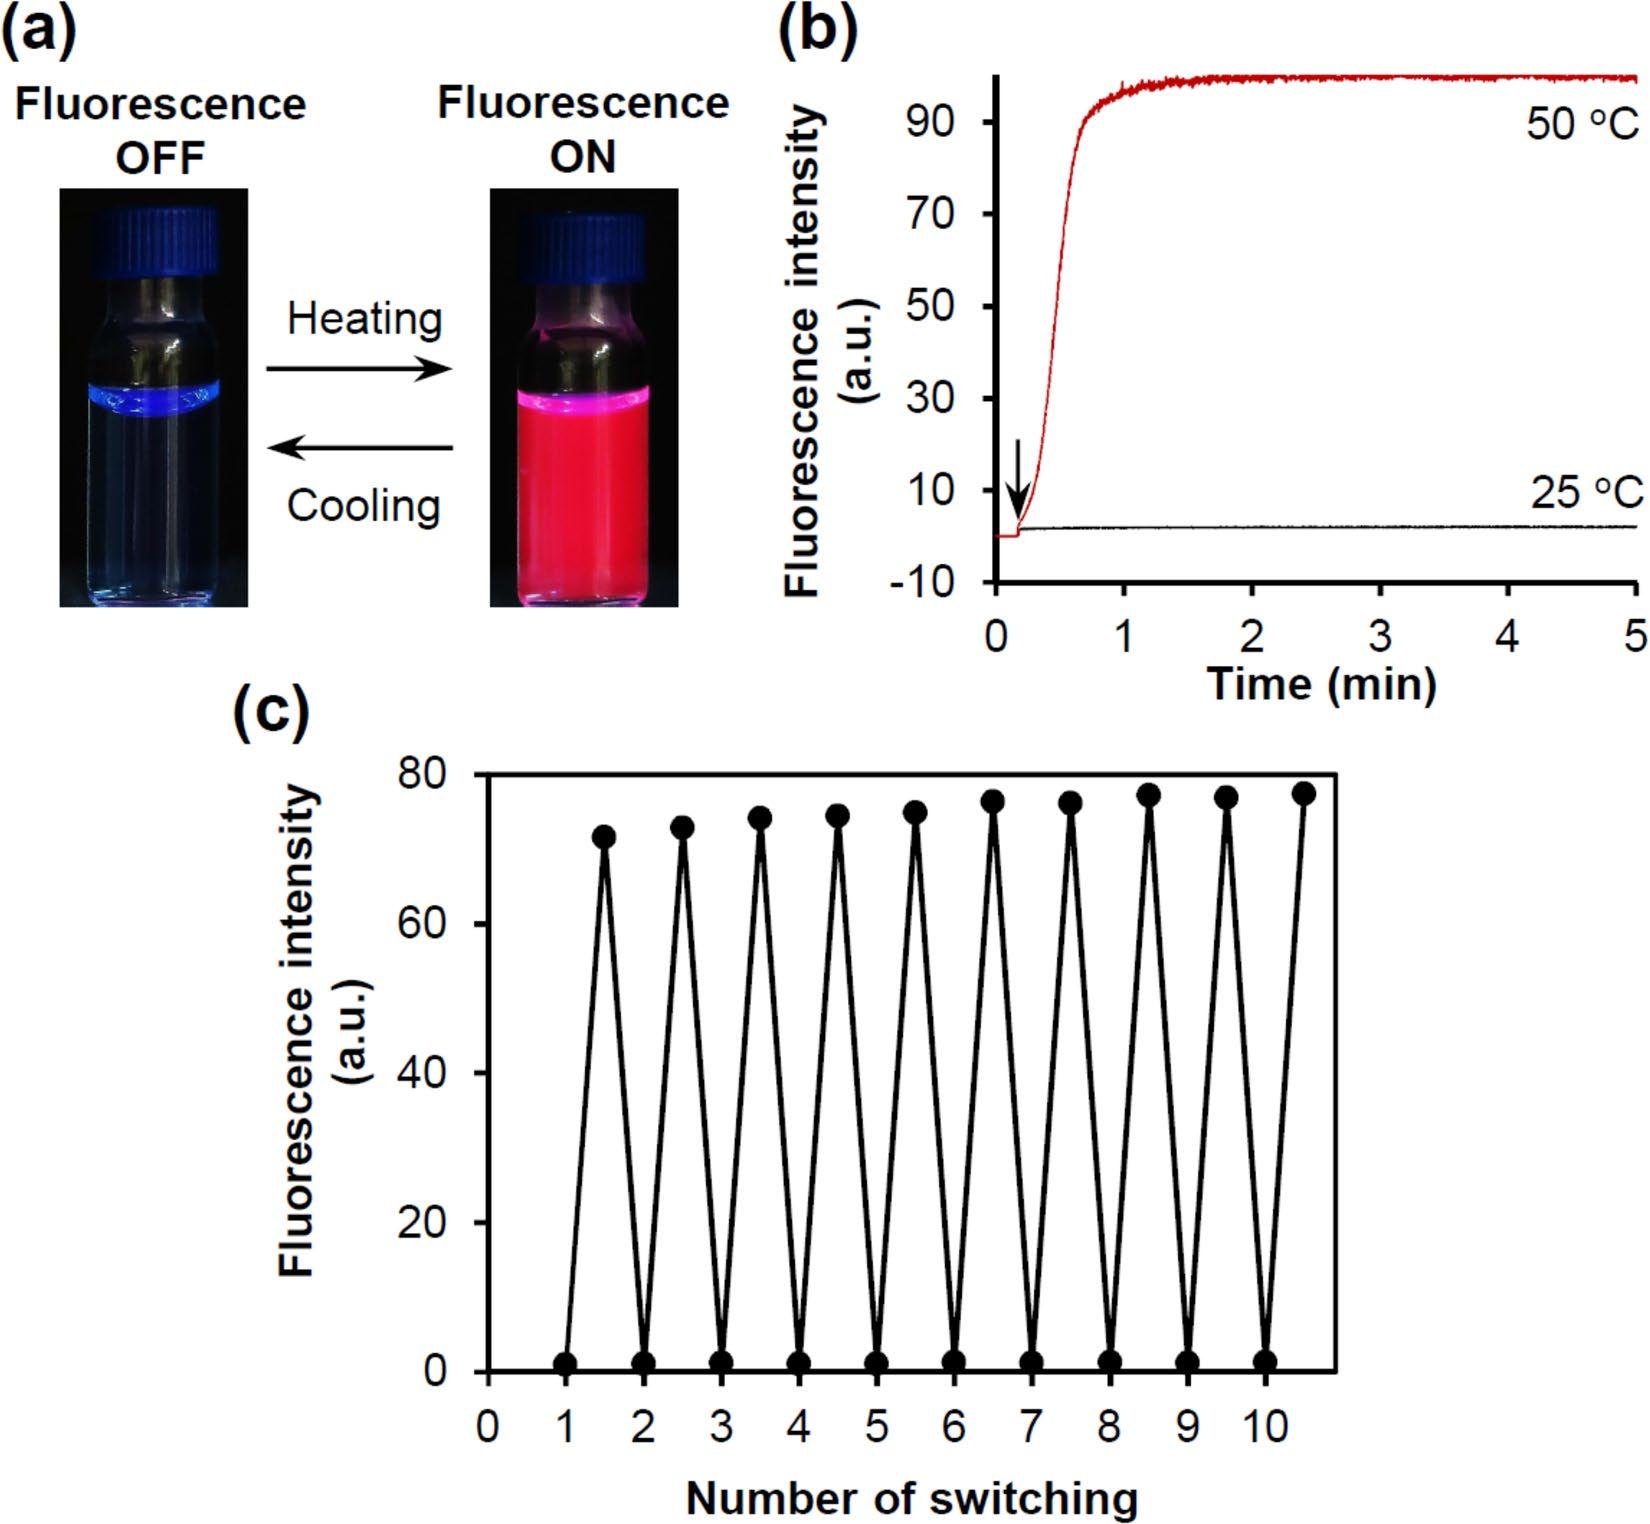 (a)
Fluorescence
OFF
Fluorescence
ON
Heating
Cooling
(b)
Fluorescence intensity
(a.u.)
90
70
50
30
10
-10
50 °C
25 °C
0 1 2 3 4 5
Time (min)
(c)
Fluorescence intensity
(a.u.)
80
60
40
20
0
0 1 2 3 4 5 6 7 8 9 10
Number of switching